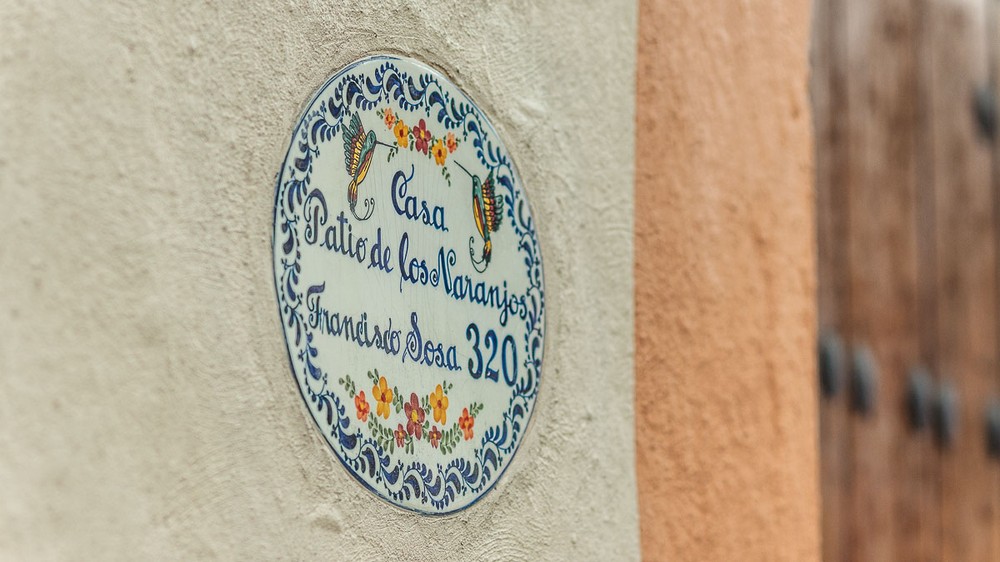 Casa
Patio de los Naranjos
Francisco Sosa 320